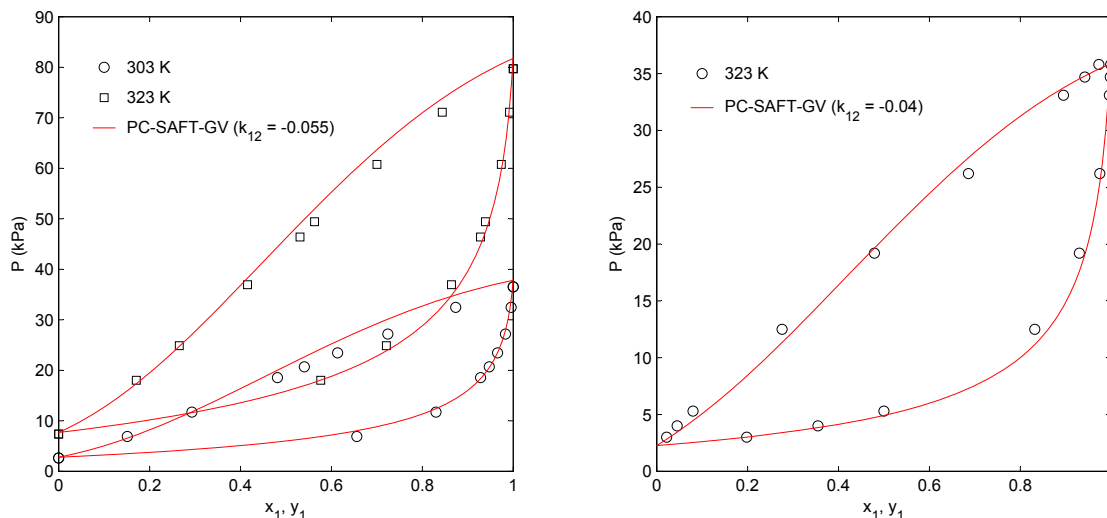 90
80
70
60
50
40
30
20
10
0
P (kPa)
303 K
323 K
PC-SAFT-GV (k12 = -0.055)
0 0.2 0.4 0.6 0.8 1
x1, y1
40
35
30
25
20
15
10
5
0
P (kPa)
323 K
PC-SAFT-GV (k12 = -0.04)
0 0.2 0.4 0.6 0.8
x1, y1